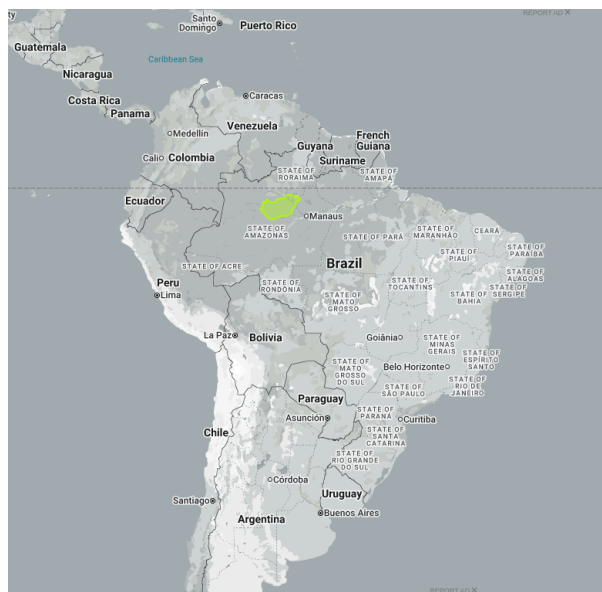 ty
REPORT AD ✕
Santo
Domingo
Puerto Rico
Guatemala
Caribbean Sea
Nicaragua
Costa Rica
Panama
Caracas
Medellín
Venezuela
Guyana
French
Guiana
Suriname
Cali
Colombia
STATE OF
RORAIMA
STATE OF
AMAPÁ
Ecuador
Manaus
STATE OF
AMAZONAS
STATE OF PARÁ
STATE OF
MARANHÃO
CEARÁ
STATE OF
PARAÍBA
STATE OF
PIAUÍ
Brazil
STATE OF ACRE
STATE OF
ALAGOAS
Peru
Lima
STATE OF
RONDÔNIA
STATE OF
TOCANTINS
STATE OF
SERGIPE
STATE OF
MATO
GROSSO
STATE OF
BAHIA
La Paz
Bolivia
Goiânia
STATE OF
MINAS
GERAIS
STATE OF
ESPÍRITO
SANTO
STATE OF
MATO
GROSSO
DO SUL
Belo Horizonte
STATE OF
SÃO PAULO
STATE OF
RIO DE
JANEIRO
Paraguay
Asunción
STATE OF
PARANÁ
Curitiba
Chile
STATE OF
SANTA
CATARINA
STATE OF
RIO GRANDE
DO SUL
Córdoba
Santiago
Uruguay
Buenos Aires
Argentina
REPORT AD ✕